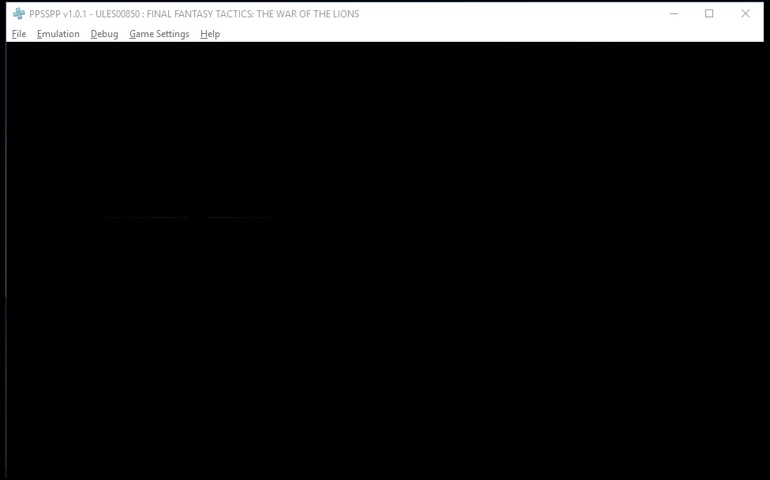 PPSSPP v1.0.1 - ULES00850 : FINAL FANTASY TACTICS: THE WAR OF THE LIONS
File Emulation Debug Game Settings Help